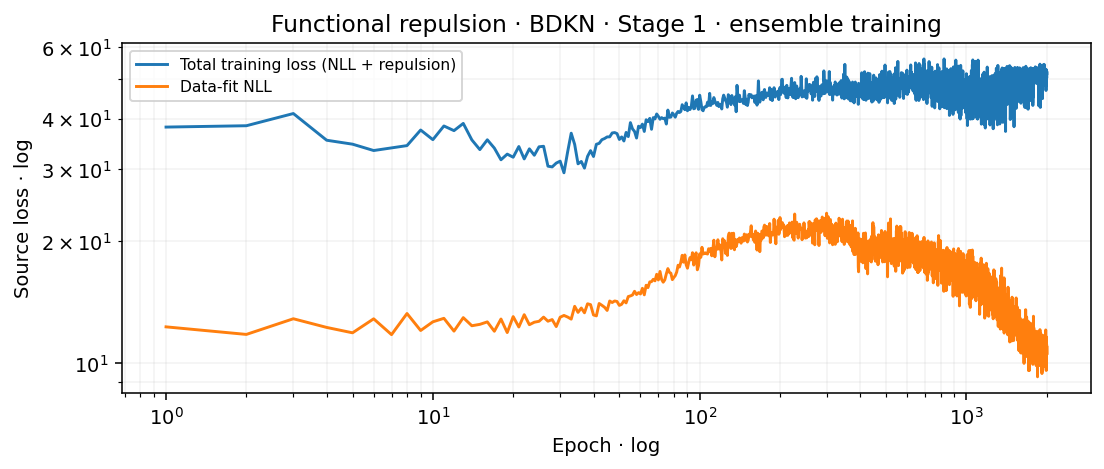 Functional repulsion · BDKN · Stage 1 · ensemble training
Total training loss (NLL + repulsion)
Data-fit NLL
Source loss · log
6 × 10¹
4 × 10¹
3 × 10¹
2 × 10¹
10¹
10⁰ 10¹ 10² 10³
Epoch · log